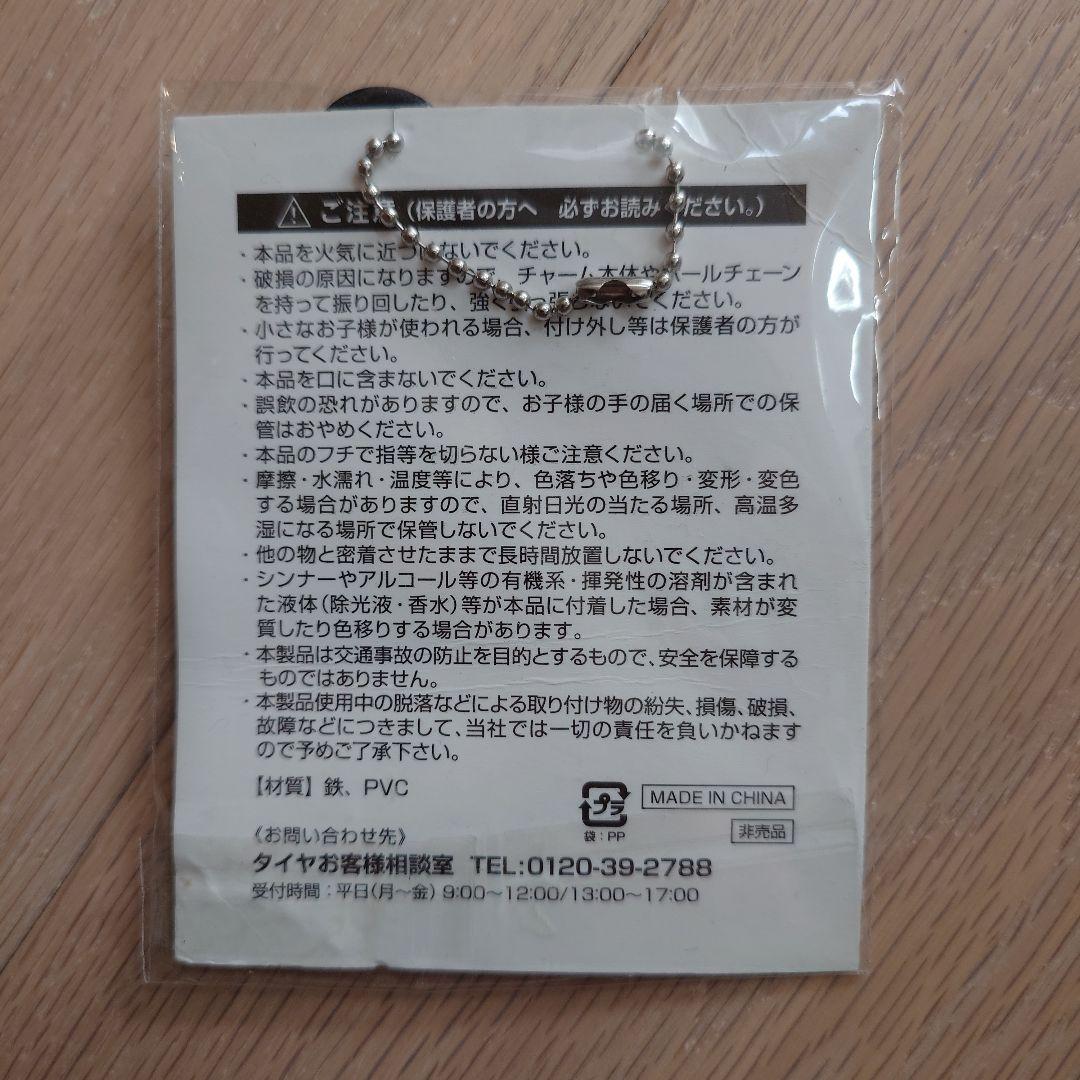 ご注意(保護者の方へ 必ずお読みください。)
・本品を火気に近づけないでください。
・破損の原因になりますので、チャーム本体やボールチェーン
を持って振り回したり、強く引っ張らないでください。
・小さなお子様が使われる場合、付け外し等は保護者の方が
行ってください。
・本品を口に含まないでください。
・誤飲の恐れがありますので、お子様の手の届く場所での保
管はおやめください。
・本品のフチで指等を切らない様ご注意ください。
・摩擦・水濡れ・温度等により、色落ちや色移り・変形・変色
する場合がありますので、直射日光の当たる場所、高温多
湿になる場所で保管しないでください。
・他の物と密着させたままで長時間放置しないでください。
・シンナーやアルコール等の有機系・揮発性の溶剤が含まれ
た液体(除光液・香水)等が本品に付着した場合、素材が変
質したり色移りする場合があります。
・本製品は交通事故の防止を目的とするもので、安全を保障する
ものではありません。
・本製品使用中の脱落などによる取り付け物の紛失、損傷、破損、
故障などにつきまして、当社では一切の責任を負いかねます
ので予めご了承下さい。
【材質】鉄、PVC
プラ
袋:PP
MADE IN CHINA
非売品
《お問い合わせ先》
タイヤお客様相談室 TEL:0120-39-2788
受付時間:平日(月~金)9:00~12:00/13:00~17:00